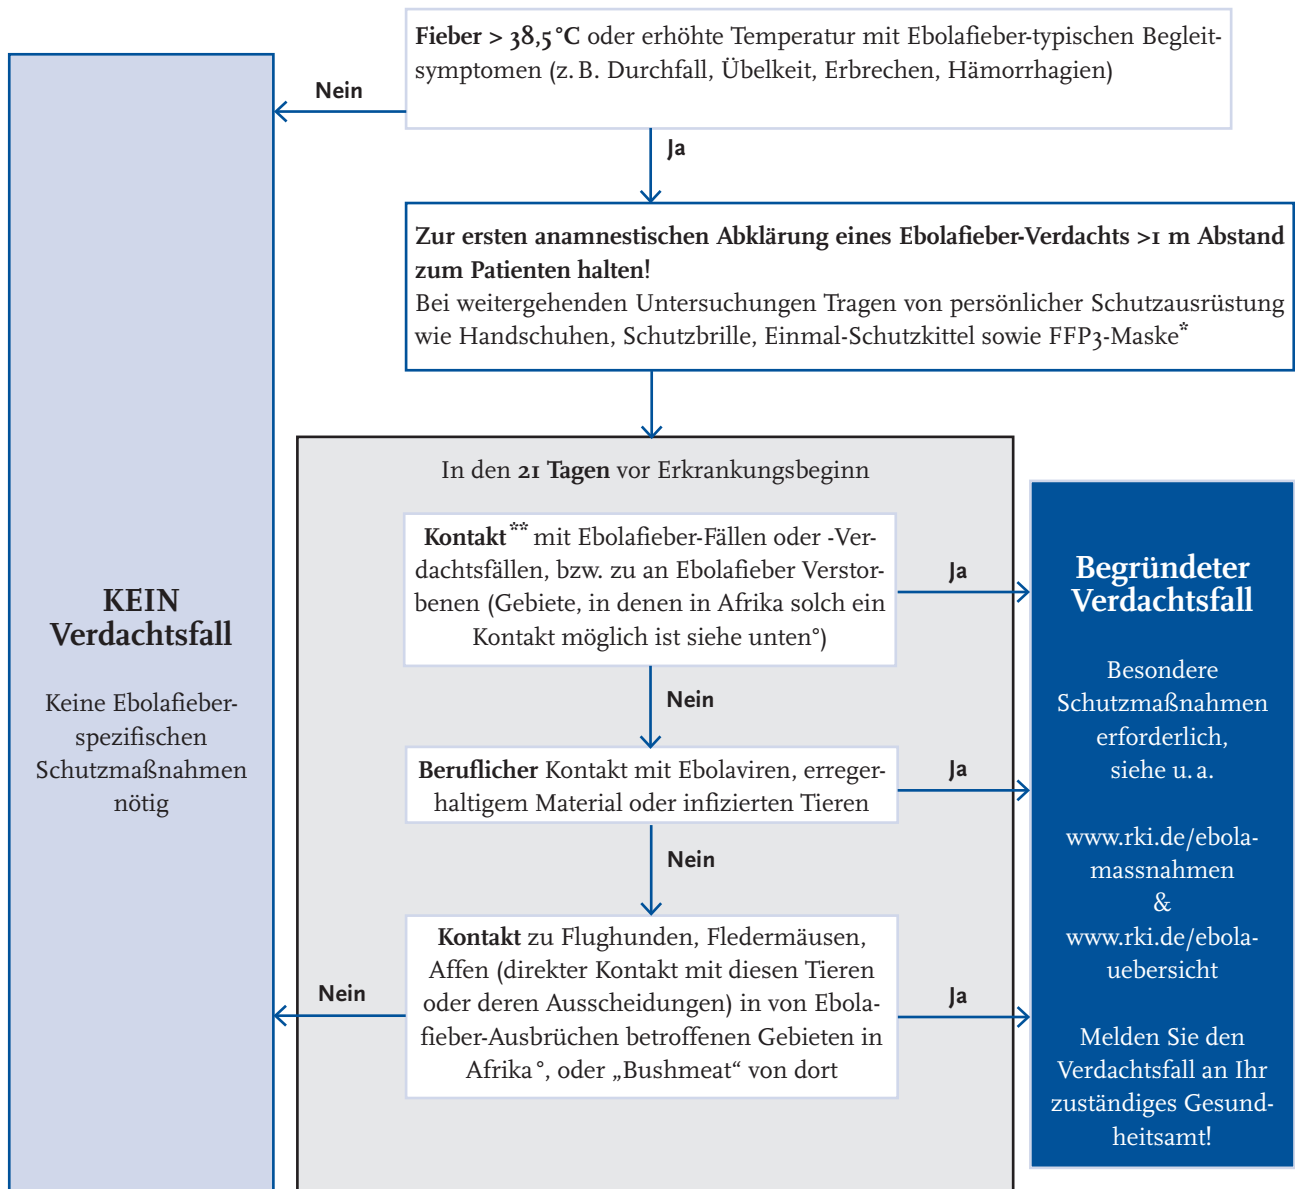 Fieber > 38,5 °C oder erhöhte Temperatur mit Ebolafieber-typischen Begleit-
symptomen (z. B. Durchfall, Übelkeit, Erbrechen, Hämorrhagien)
Nein
Ja
Zur ersten anamnestischen Abklärung eines Ebolafieber-Verdachts >1 m Abstand
zum Patienten halten!
Bei weitergehenden Untersuchungen Tragen von persönlicher Schutzausrüstung
wie Handschuhen, Schutzbrille, Einmal-Schutzkittel sowie FFP3-Maske*
In den 21 Tagen vor Erkrankungsbeginn
Kontakt** mit Ebolafieber-Fällen oder -Ver-
dachtsfällen, bzw. zu an Ebolafieber Verstor-
benen (Gebiete, in denen in Afrika solch ein
Kontakt möglich ist siehe unten°)
Ja
Nein
Beruflicher Kontakt mit Ebolaviren, erreger-
haltigem Material oder infizierten Tieren
Ja
Nein
Kontakt zu Flughunden, Fledermäusen,
Affen (direkter Kontakt mit diesen Tieren
oder deren Ausscheidungen) in von Ebola-
fieber-Ausbrüchen betroffenen Gebieten in
Afrika °, oder „Bushmeat“ von dort
Nein
Ja
KEIN
Verdachtsfall
Keine Ebolafieber-
spezifischen
Schutzmaßnahmen
nötig
Begründeter
Verdachtsfall
Besondere
Schutzmaßnahmen
erforderlich,
siehe u. a.
www.rki.de/ebola-
massnahmen
&
www.rki.de/ebola-
uebersicht
Melden Sie den
Verdachtsfall an Ihr
zuständiges Gesund-
heitsamt!